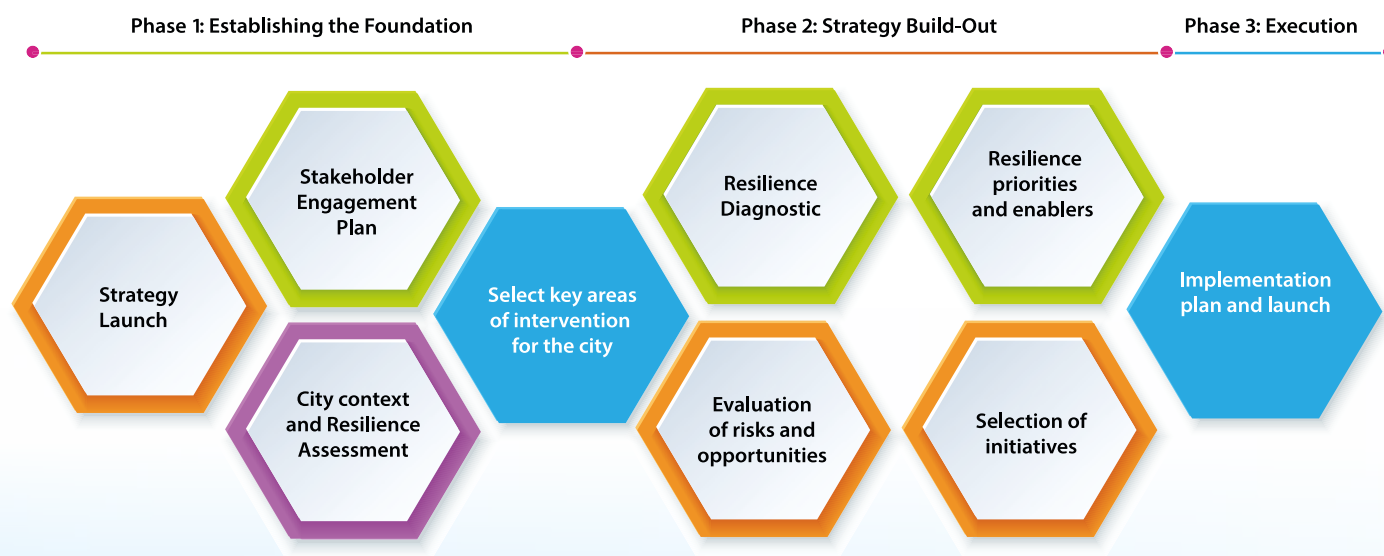 Phase 1: Establishing the Foundation
Phase 2: Strategy Build-Out
Phase 3: Execution
Strategy
Launch
Stakeholder
Engagement
Plan
City context
and Resilience
Assessment
Select key areas
of intervention
for the city
Resilience
Diagnostic
Evaluation
of risks and
opportunities
Resilience
priorities
and enablers
Selection of
initiatives
Implementation
plan and launch